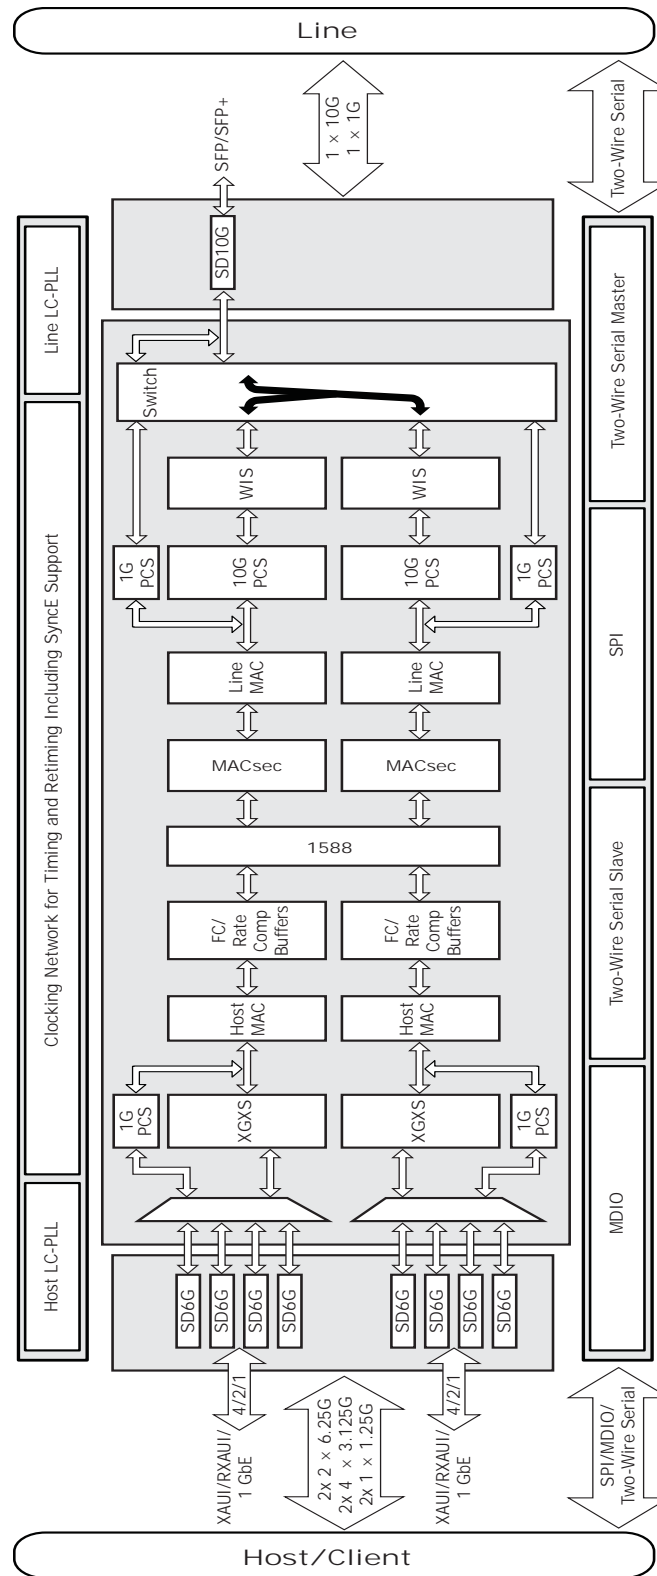 Line
1 × 10G
1 × 1G
Two-Wire Serial
SFP/SFP+
SD10G
Line LC-PLL
Clocking Network for Timing and Retiming Including SyncE Support
Host LC-PLL
Two-Wire Serial Master
SPI
Two-Wire Serial Slave
MDIO
Switch
WIS
WIS
1G
PCS
10G
PCS
10G
PCS
1G
PCS
Line
MAC
Line
MAC
MACsec
MACsec
1588
FC/
Rate
Comp
Buffers
FC/
Rate
Comp
Buffers
Host
MAC
Host
MAC
1G
PCS
XGXS
XGXS
1G
PCS
SD6G
SD6G
SD6G
SD6G
SD6G
SD6G
SD6G
SD6G
4/2/1
4/2/1
XAUI/RXAUI/
1 GbE
2x 2 × 6.25G
2x 4 × 3.125G
2x 1 × 1.25G
XAUI/RXAUI/
1 GbE
SPI/MDIO/
Two-Wire Serial
Host/Client